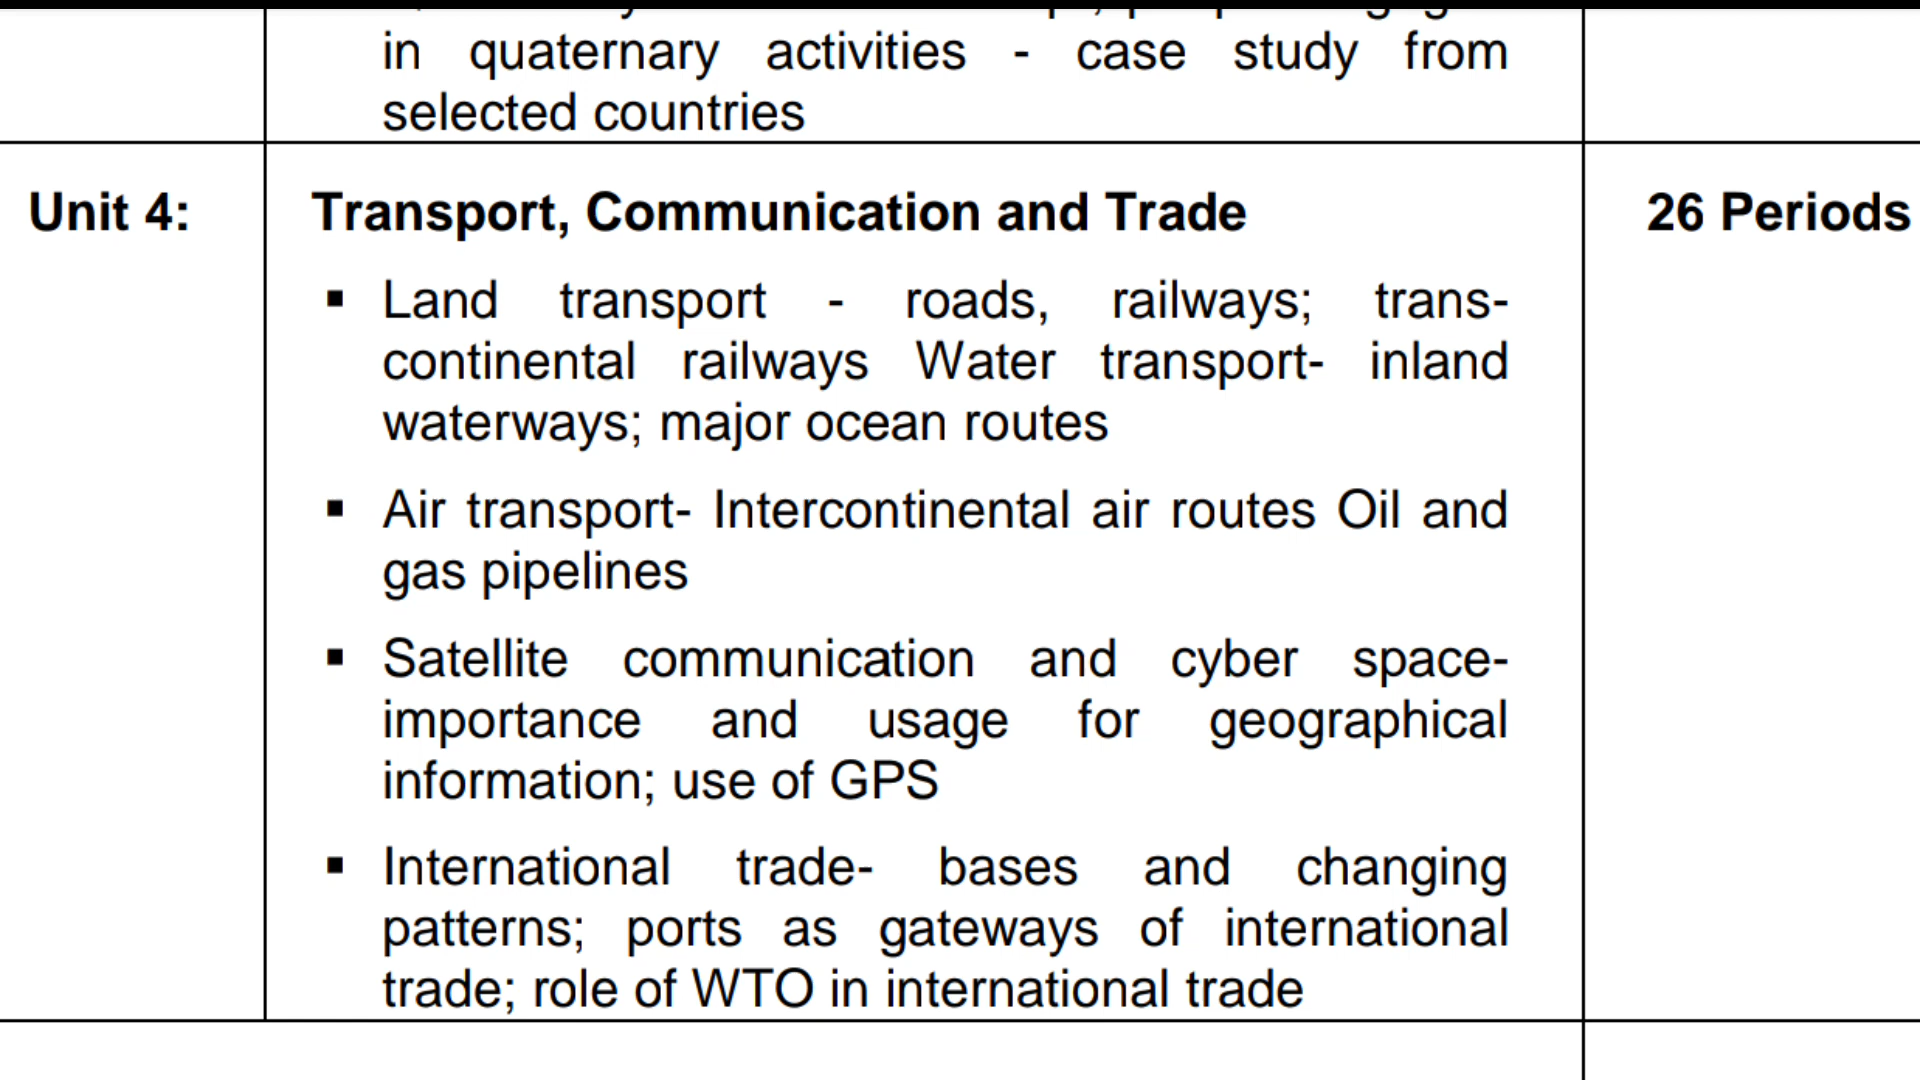 in quaternary activities - case study from
selected countries
Unit 4: Transport, Communication and Trade 26 Periods
▪ Land transport - roads, railways; trans-
continental railways Water transport- inland
waterways; major ocean routes
▪ Air transport- Intercontinental air routes Oil and
gas pipelines
▪ Satellite communication and cyber space-
importance and usage for geographical
information; use of GPS
▪ International trade- bases and changing
patterns; ports as gateways of international
trade; role of WTO in international trade